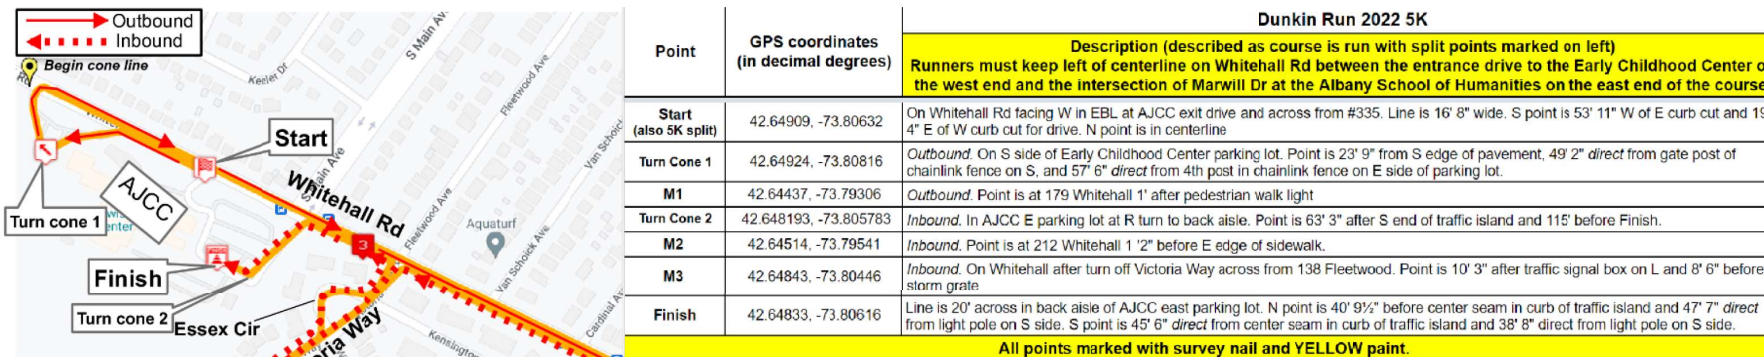 Outbound
Inbound
Begin cone line
Rd
Keeler Dr
S Main Ave
Fleetwood Ave
Start
S Main Ave
Van Schoick Ave
AJCC
Whitehall Rd
Turn cone 1
Fleetwood Ave
Aquaturf
3
Finish
Turn cone 2
Essex Cir
Cardinal Av
Kensington
oria Way
Dunkin Run 2022 5K
Point
GPS coordinates
(in decimal degrees)
Description (described as course is run with split points marked on left)
Runners must keep left of centerline on Whitehall Rd between the entrance drive to the Early Childhood Center o
the west end and the intersection of Marwill Dr at the Albany School of Humanities on the east end of the course
Start
(also 5K split)
42.64909, -73.80632
On Whitehall Rd facing W in EBL at AJCC exit drive and across from #335. Line is 16' 8" wide. S point is 53' 11" W of E curb cut and 19
4" E of W curb cut for drive. N point is in centerline
Turn Cone 1
42.64924, -73.80816
Outbound. On S side of Early Childhood Center parking lot. Point is 23' 9" from S edge of pavement, 49' 2" direct from gate post of
chainlink fence on S, and 57' 6" direct from 4th post in chainlink fence on E side of parking lot.
M1
42.64437, -73.79306
Outbound. Point is at 179 Whitehall 1' after pedestrian walk light
Turn Cone 2
42.648193, -73.805783
Inbound. In AJCC E parking lot at R turn to back aisle. Point is 63' 3" after S end of traffic island and 115' before Finish.
M2
42.64514, -73.79541
Inbound. Point is at 212 Whitehall 1 '2" before E edge of sidewalk.
M3
42.64843, -73.80446
Inbound. On Whitehall after turn off Victoria Way across from 138 Fleetwood. Point is 10' 3" after traffic signal box on L and 8' 6" before
storm grate
Finish
42.64833, -73.80616
Line is 20' across in back aisle of AJCC east parking lot. N point is 40' 9½" before center seam in curb of traffic island and 47' 7" direct
from light pole on S side. S point is 45' 6" direct from center seam in curb of traffic island and 38' 8" direct from light pole on S side.
All points marked with survey nail and YELLOW paint.